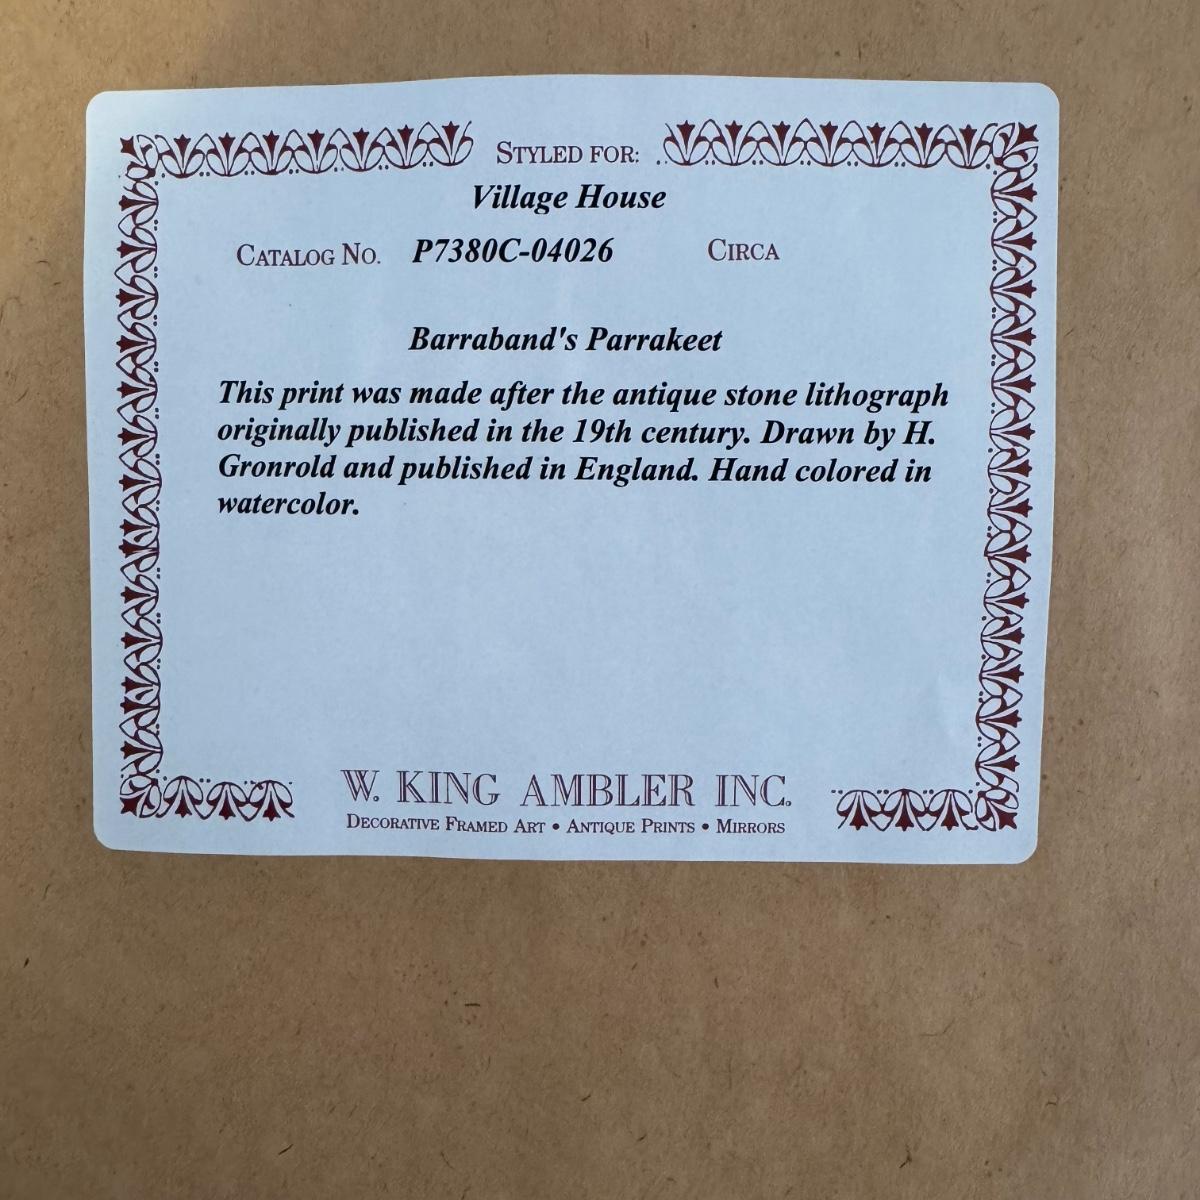 STYLED FOR:
Village House
CATALOG NO. P7380C-04026 CIRCA
Barraband's Parrakeet
This print was made after the antique stone lithograph
originally published in the 19th century. Drawn by H.
Gronrold and published in England. Hand colored in
watercolor.
W. KING AMBLER INC.
DECORATIVE FRAMED ART • ANTIQUE PRINTS • MIRRORS